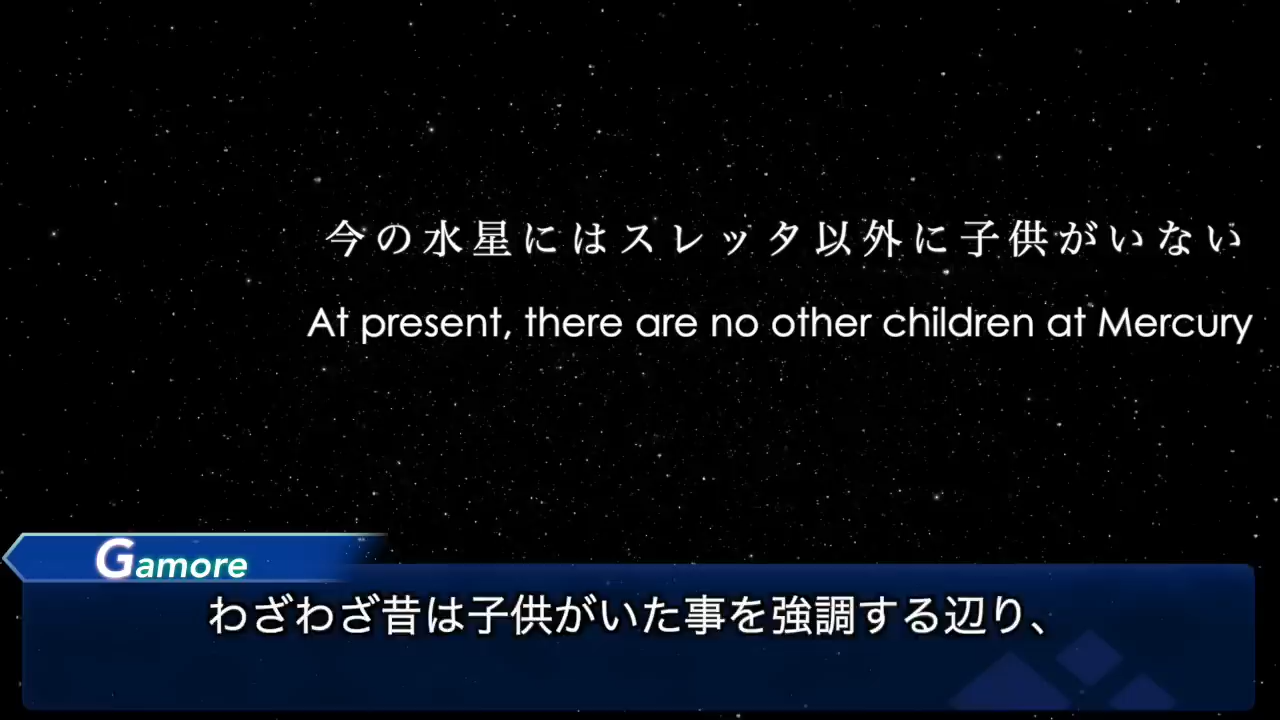 今の水星にはスレッタ以外に子供がいない
At present, there are no other children at Mercury
Gamore
わざわざ昔は子供がいた事を強調する辺り、